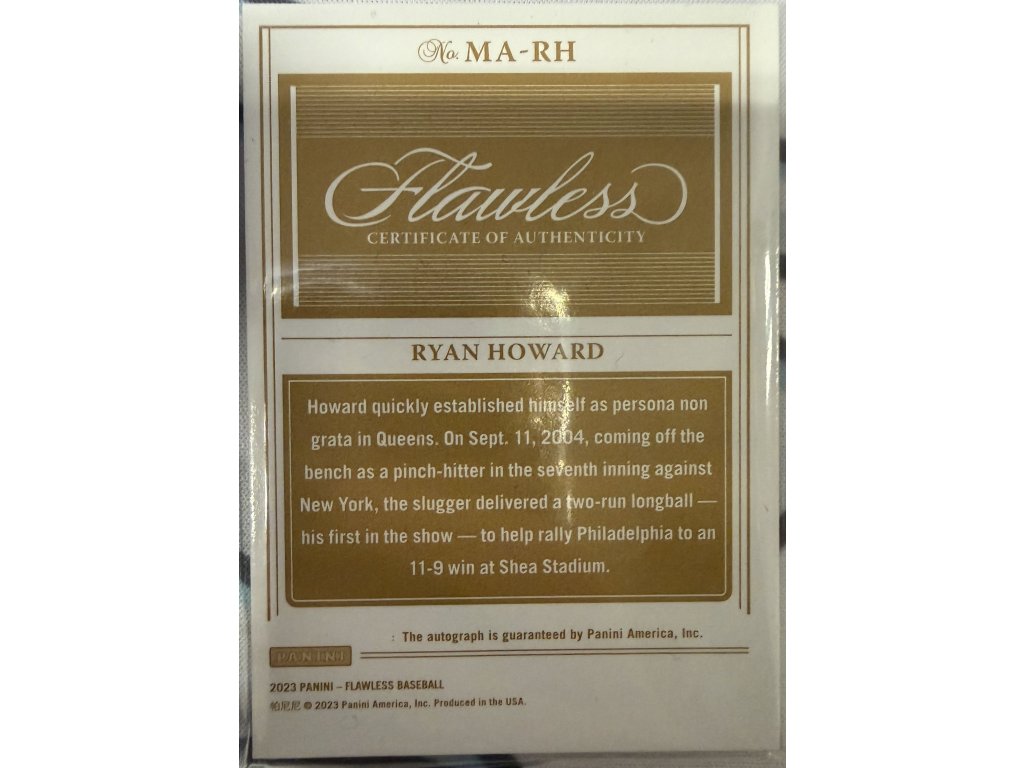 No. MA-RH
Flawless
CERTIFICATE OF AUTHENTICITY
RYAN HOWARD
Howard quickly established himself as persona non
grata in Queens. On Sept. 11, 2004, coming off the
bench as a pinch-hitter in the seventh inning against
New York, the slugger delivered a two-run longball —
his first in the show — to help rally Philadelphia to an
11-9 win at Shea Stadium.
: The autograph is guaranteed by Panini America, Inc.
PANINI
2023 PANINI – FLAWLESS BASEBALL
帕尼尼 © 2023 Panini America, Inc. Produced in the USA.